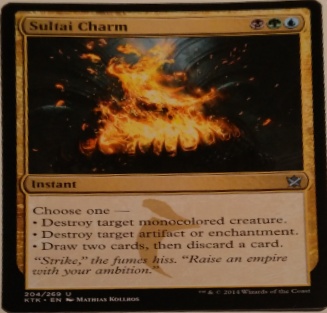 Sultai Charm
Instant
Choose one —
• Destroy target monocolored creature.
• Destroy target artifact or enchantment.
• Draw two cards, then discard a card.
"Strike," the fumes hiss. "Raise an empire
with your ambition."
204/269 U
KTK • EN Mathias Kollros
™ & © 2014 Wizards of the Coast